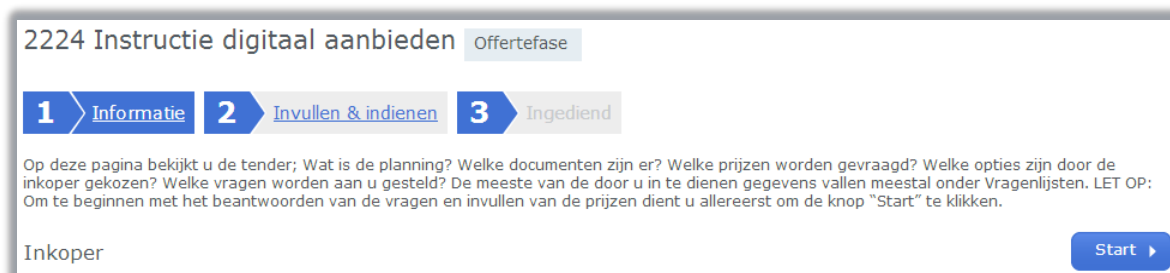 2224 Instructie digitaal aanbieden Offertefase
1 Informatie 2 Invullen & indienen 3 Ingediend
Op deze pagina bekijkt u de tender; Wat is de planning? Welke documenten zijn er? Welke prijzen worden gevraagd? Welke opties zijn door de
inkoper gekozen? Welke vragen worden aan u gesteld? De meeste van de door u in te dienen gegevens vallen meestal onder Vragenlijsten. LET OP:
Om te beginnen met het beantwoorden van de vragen en invullen van de prijzen dient u allereerst om de knop “Start” te klikken.
Inkoper Start